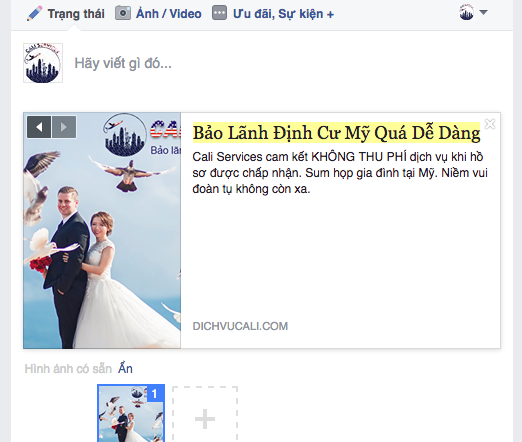 Trạng thái Ảnh / Video Ưu đãi, Sự kiện +
Hãy viết gì đó...
Bảo Lãnh Định Cư Mỹ Quá Dễ Dàng
Cali Services cam kết KHÔNG THU PHÍ dịch vụ khi hồ
sơ được chấp nhận. Sum họp gia đình tại Mỹ. Niềm vui
đoàn tụ không còn xa.
DICHVUCALI.COM
Hình ảnh có sẵn Ẩn
1